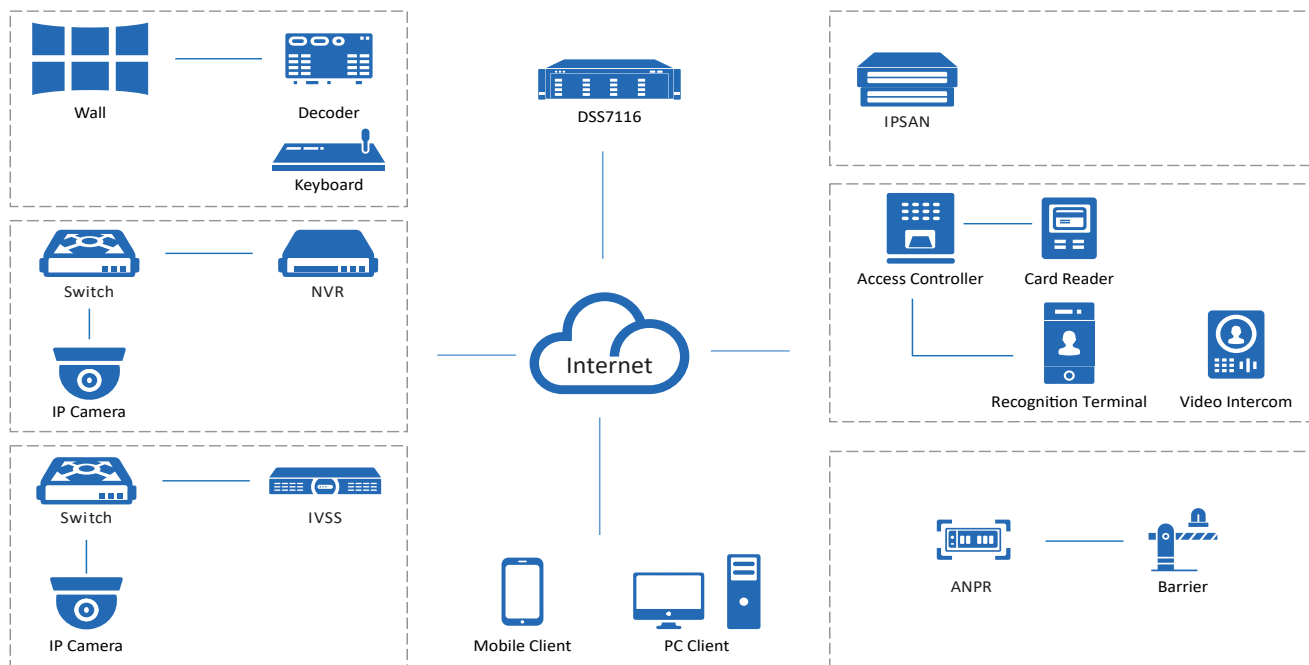 Wall
Decoder
Keyboard
Switch
NVR
IP Camera
Switch
IVSS
IP Camera
DSS7116
Internet
Mobile Client
PC Client
IPSAN
Access Controller
Card Reader
Recognition Terminal
Video Intercom
ANPR
Barrier